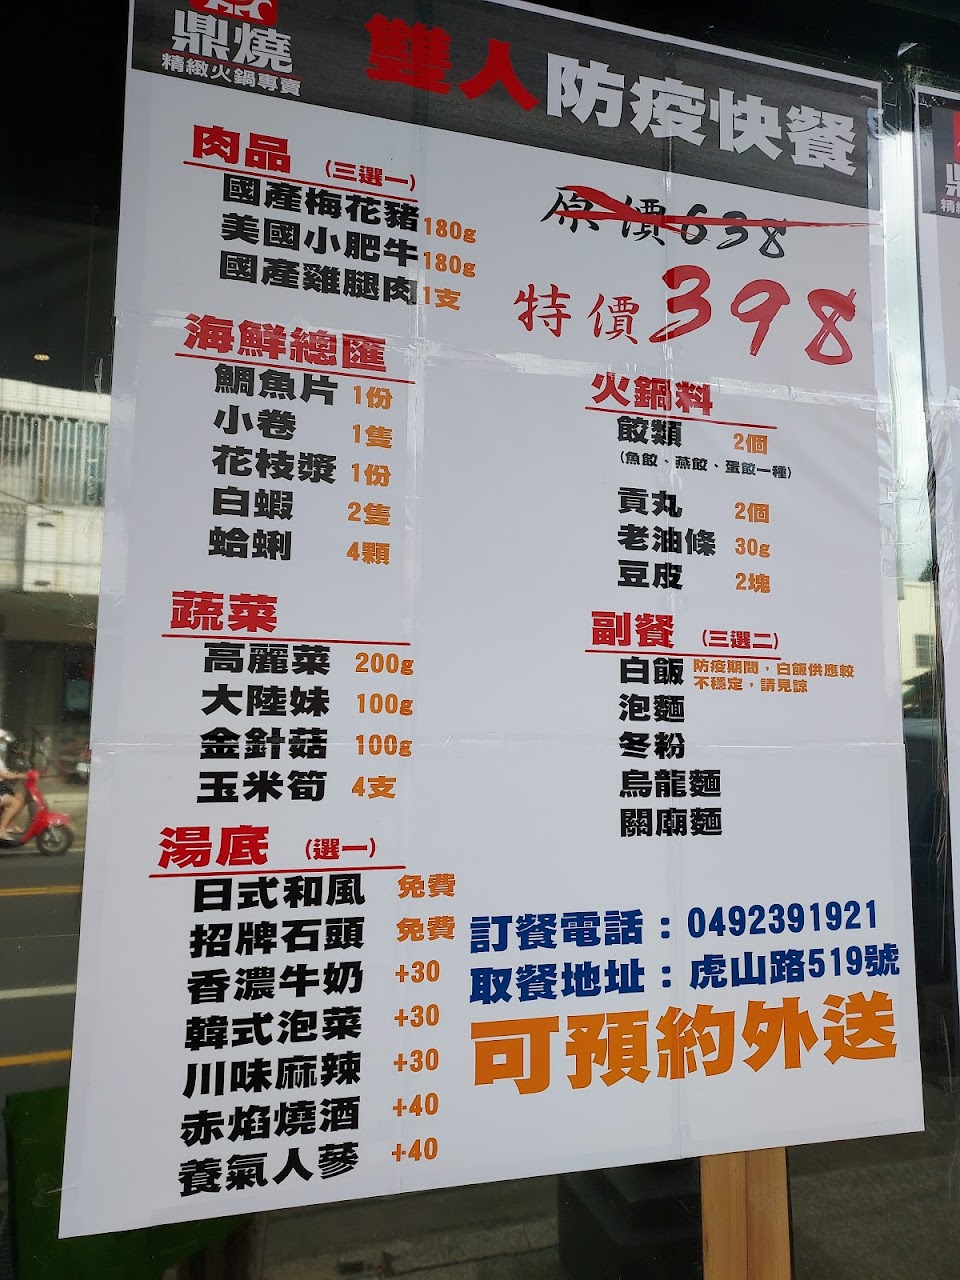 鼎燒
精緻火鍋專賣
雙人防疫快餐
原價638
特價398
肉品 (三選一)
國產梅花豬 180g
美國小肥牛 180g
國產雞腿肉 1支
海鮮總匯
鯛魚片 1份
小卷 1隻
花枝漿 1份
白蝦 2隻
蛤蜊 4顆
蔬菜
高麗菜 200g
大陸妹 100g
金針菇 100g
玉米筍 4支
湯底 (選一)
日式和風 免費
招牌石頭 免費
香濃牛奶 +30
韓式泡菜 +30
川味麻辣 +30
赤焰燒酒 +40
養氣人蔘 +40
火鍋料
餃類 2個
(魚餃、燕餃、蛋餃一種)
貢丸 2個
老油條 30g
豆皮 2塊
副餐 (三選二)
白飯 防疫期間，白飯供應較
不穩定，請見諒
泡麵
冬粉
烏龍麵
關廟麵
訂餐電話：0492391921
取餐地址：虎山路519號
可預約外送